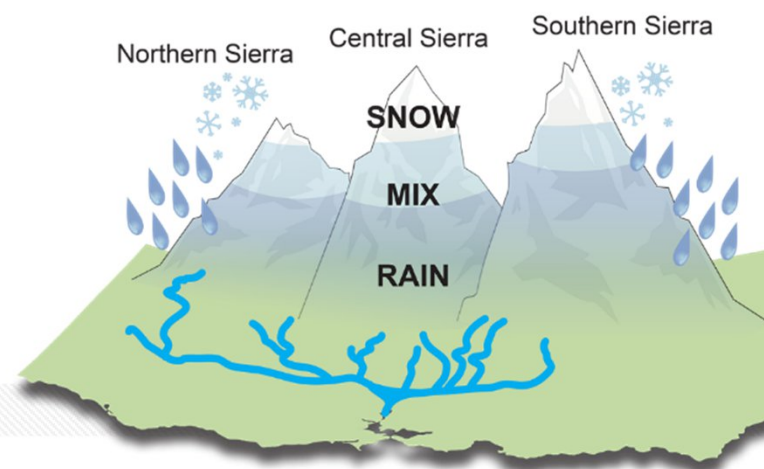 Northern Sierra
Central Sierra
Southern Sierra
SNOW
MIX
RAIN